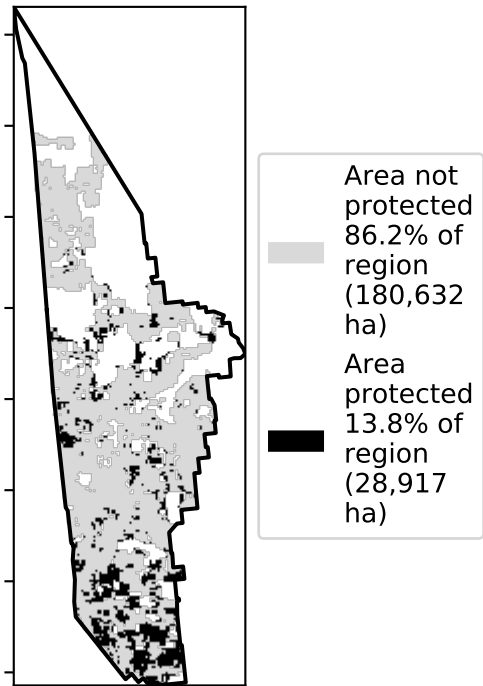 Area not
protected
86.2% of
region
(180,632
ha)
Area
protected
13.8% of
region
(28,917
ha)